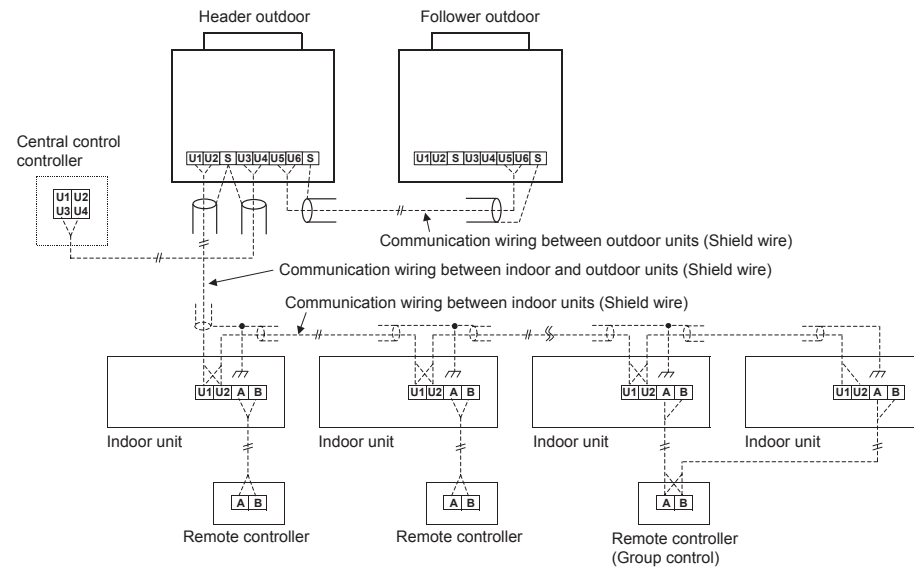 Header outdoor
Follower outdoor
Central control
controller
U1 U2 S U3 U4 U5 U6 S
U1 U2 S U3 U4 U5 U6 S
U1 U2
U3 U4
Communication wiring between outdoor units (Shield wire)
Communication wiring between indoor and outdoor units (Shield wire)
Communication wiring between indoor units (Shield wire)
U1 U2 A B
U1 U2 A B
U1 U2 A B
U1 U2 A B
Indoor unit
Indoor unit
Indoor unit
Indoor unit
A B
A B
A B
Remote controller
Remote controller
Remote controller
(Group control)